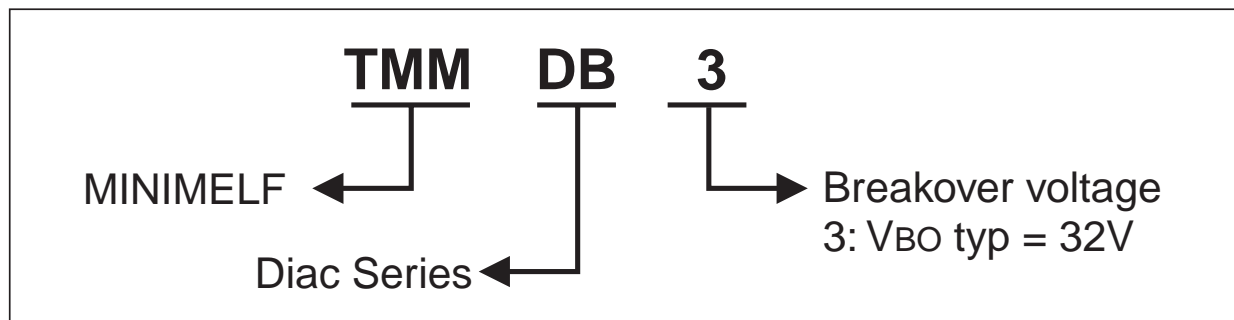 TMM DB 3
MINIMELF
Breakover voltage
3: VBO typ = 32V
Diac Series